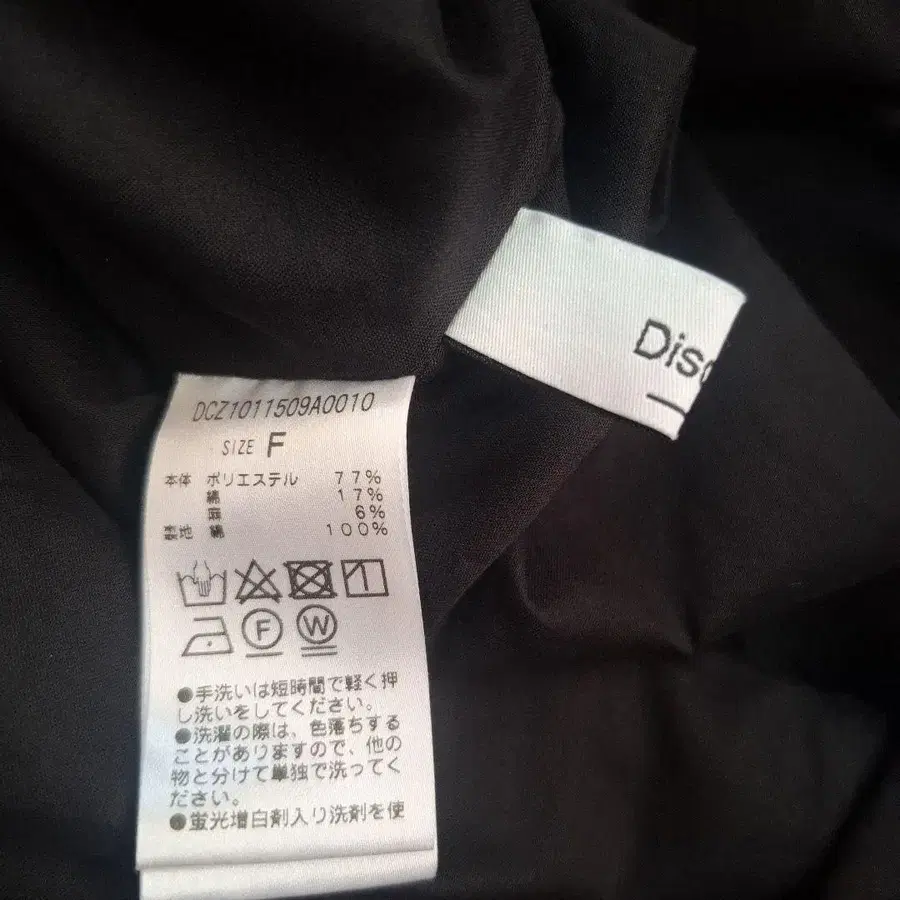 Disc
DCZ1011509A0010
SIZE F
本体 ポリエステル 77%
綿 17%
麻 6%
裏地 綿 100%
F W
●手洗いは短時間で軽く押
し洗いをしてください。
●洗濯の際は、色落ちする
ことがありますので、他の
物と分けて単独で洗ってく
ださい。
●蛍光増白剤入り洗剤を使